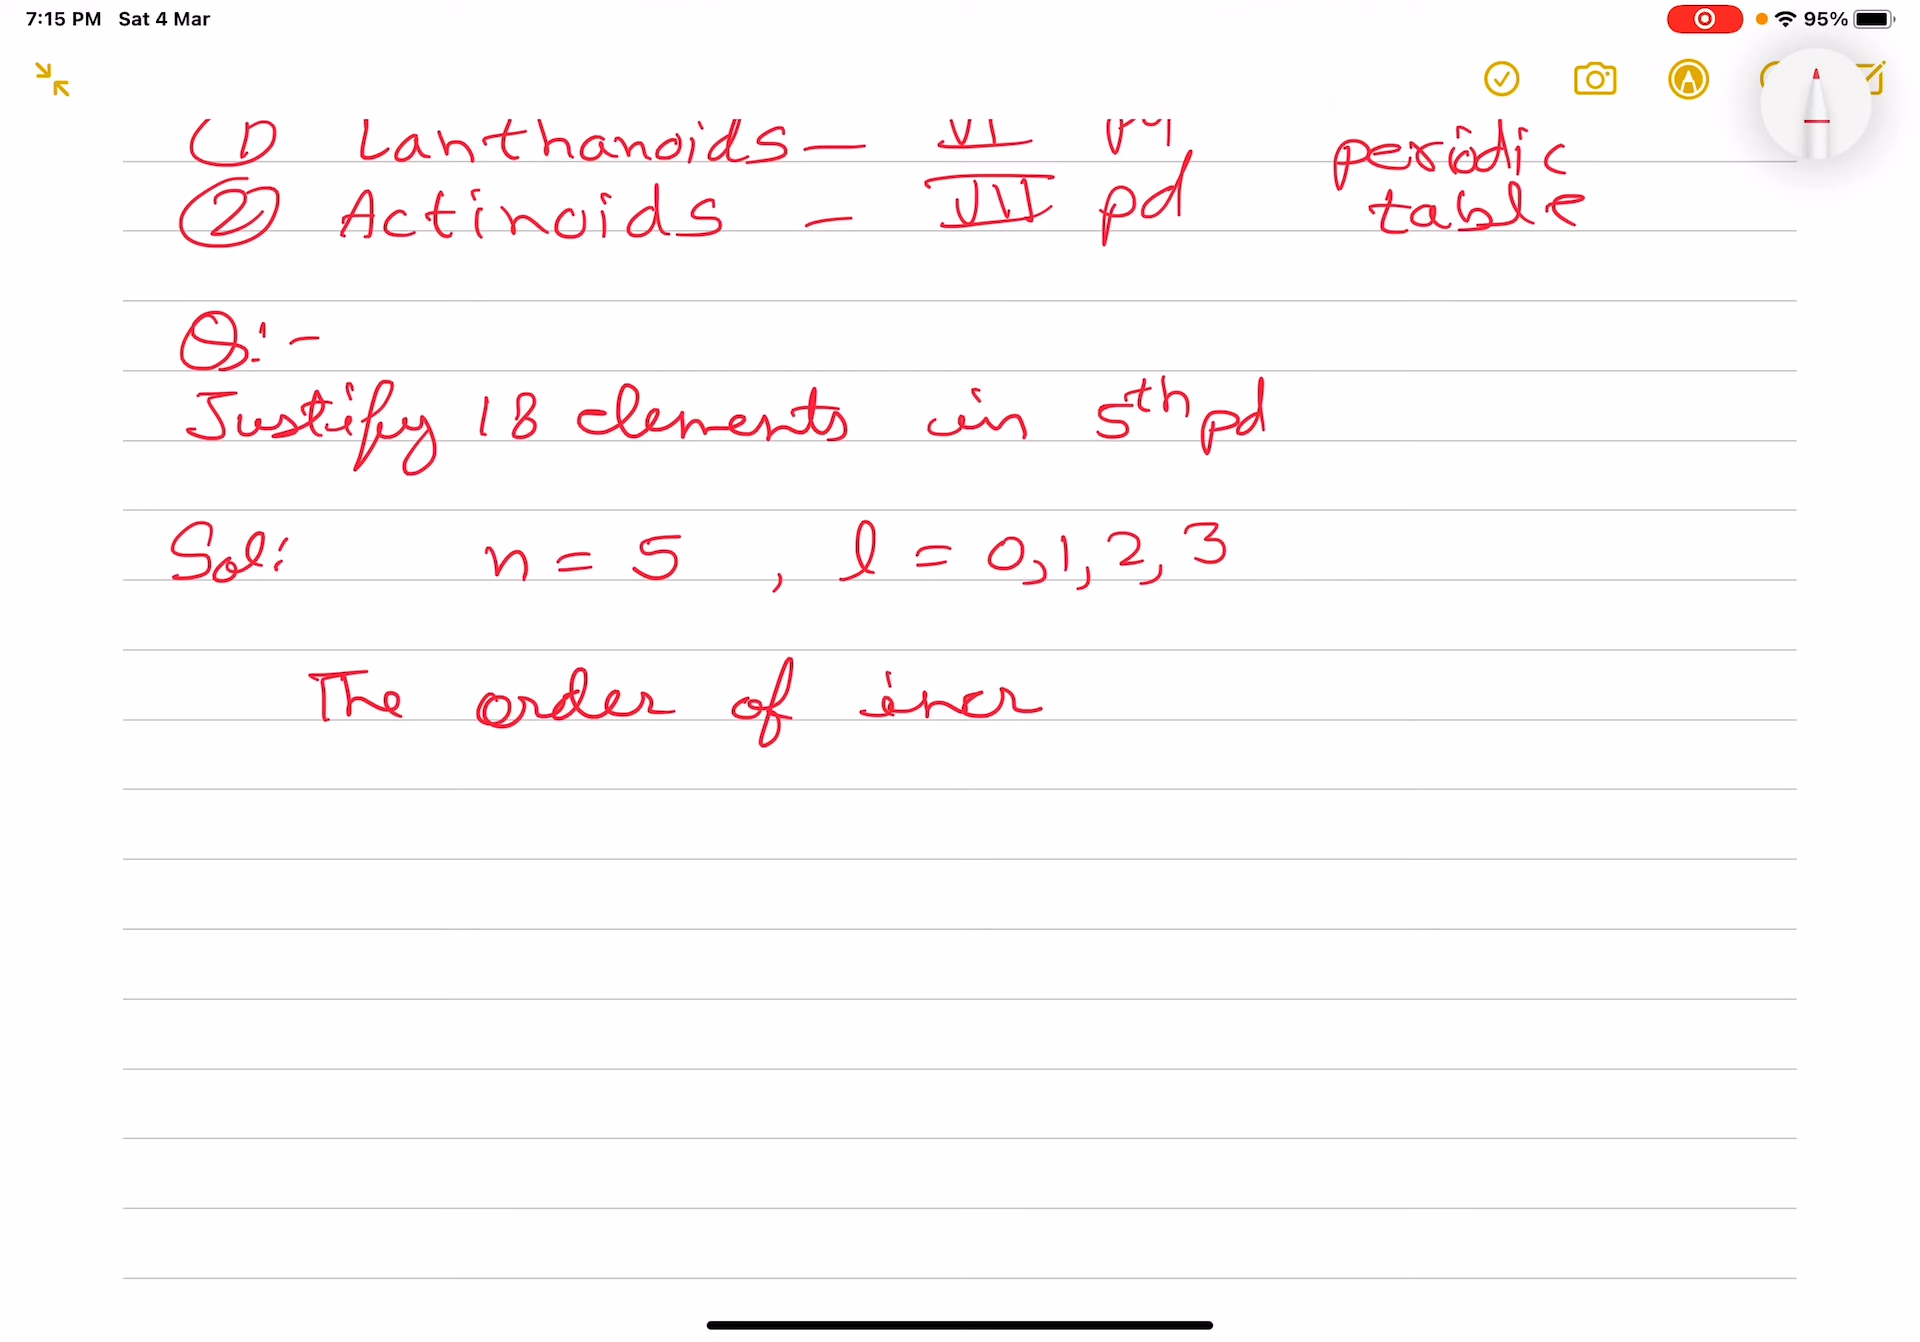 7:15 PM Sat 4 Mar
95%
(1) Lanthanoids — VI pd
periodic
(2) Actinoids – VII pd
table
Q:-
Justify 18 elements in 5th pd
Sol: n = 5 , l = 0, 1, 2, 3
The order of incr